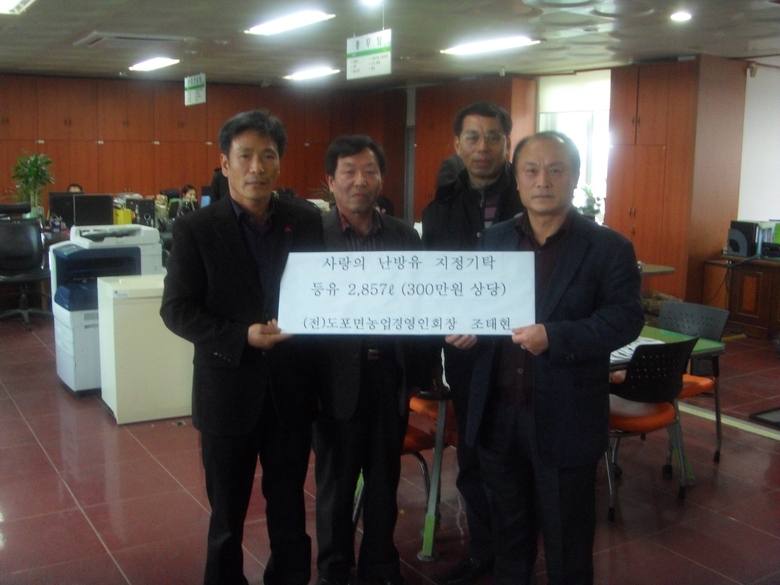 사랑의 난방유 지정기탁
등유 2,857ℓ (300만원 상당)
(전)도포면농업경영인회장 조태현